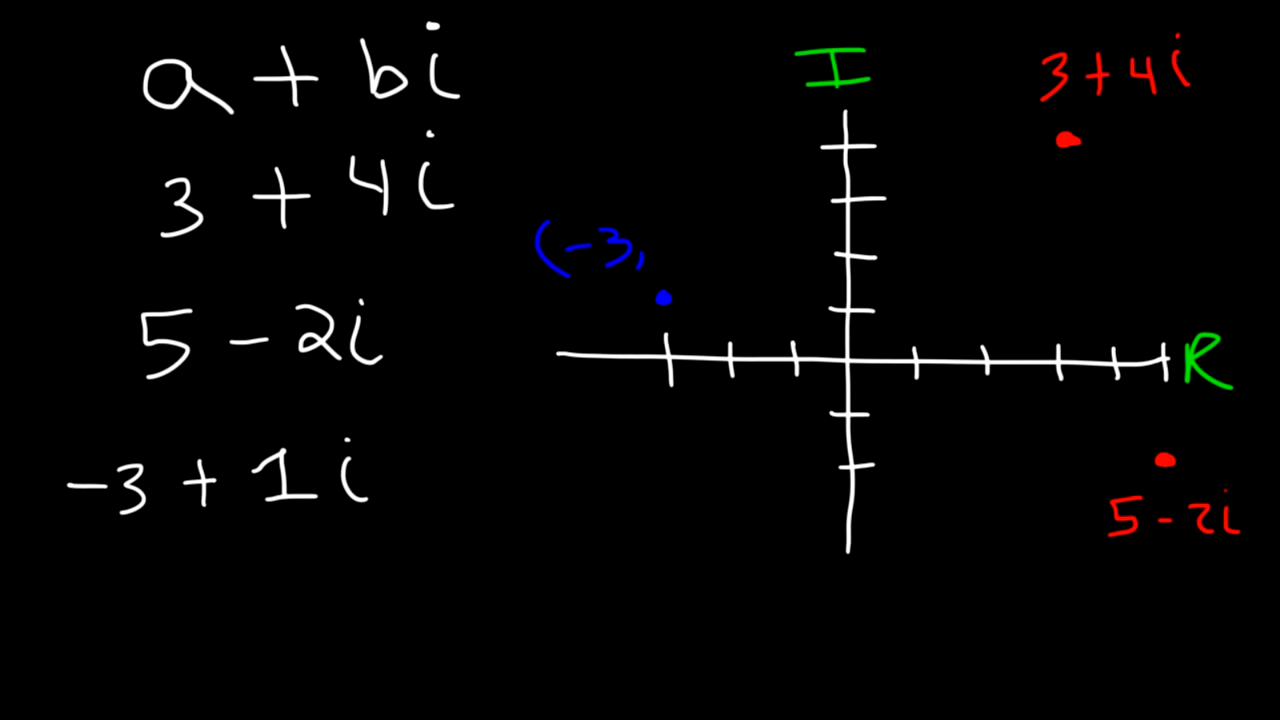 a + bi
3 + 4i
5 - 2i
-3 + 1i
I
3 + 4i
(-3,
R
5 - 2i